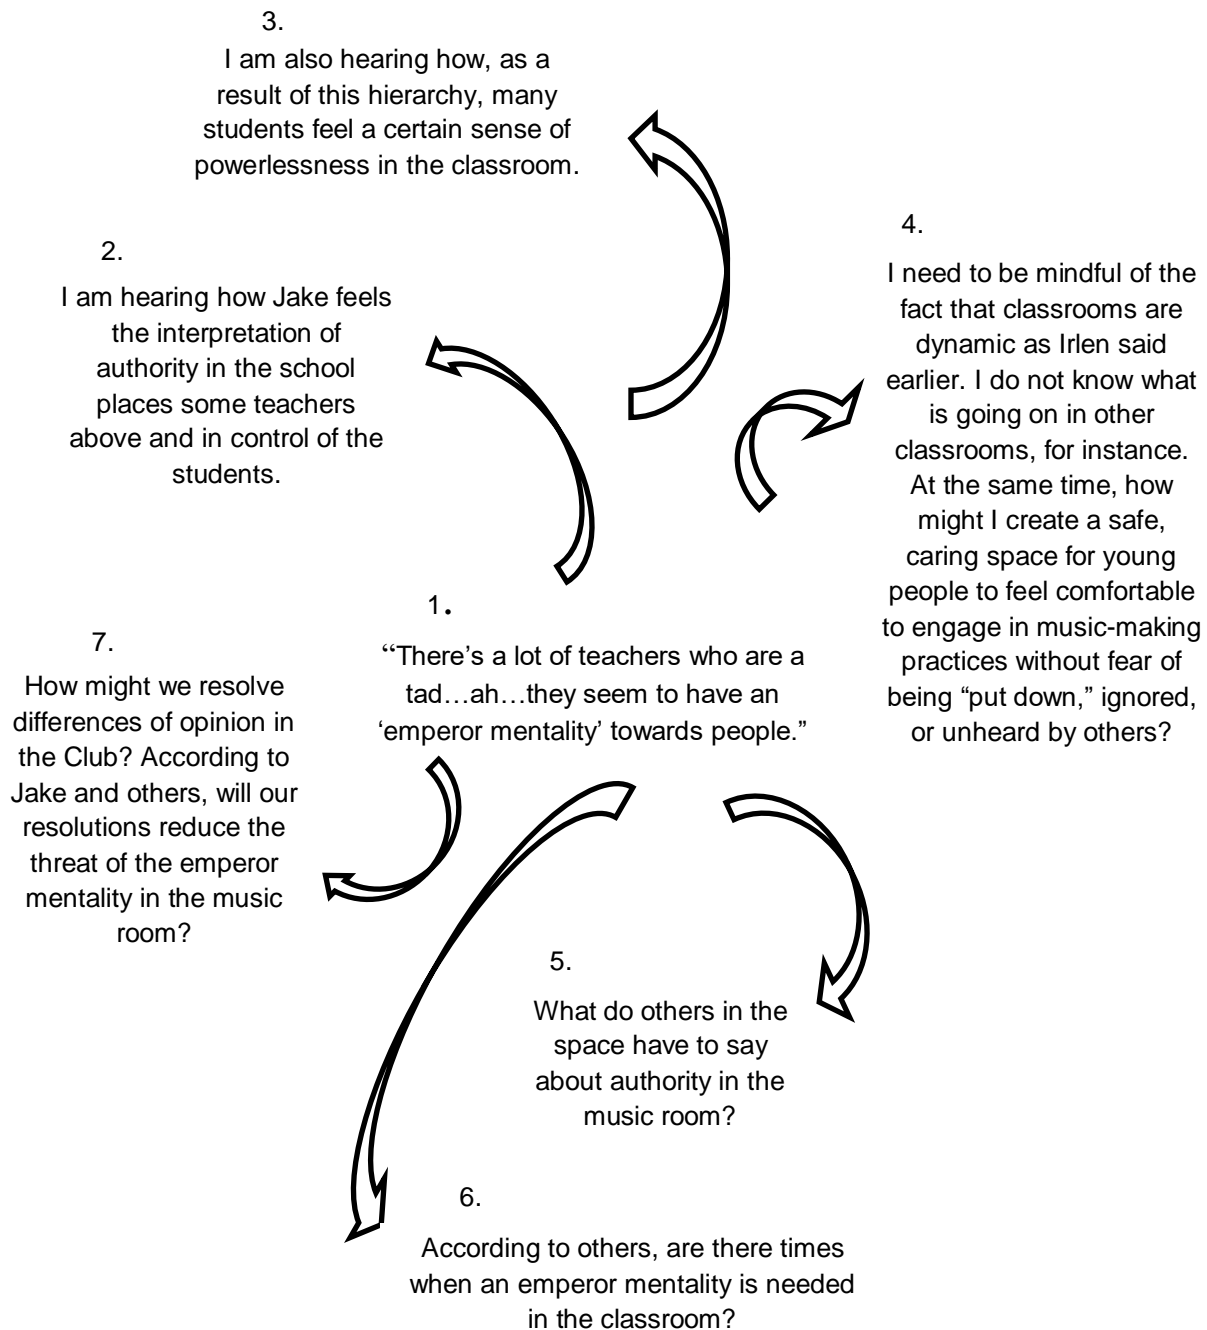 3.
I am also hearing how, as a
result of this hierarchy, many
students feel a certain sense of
powerlessness in the classroom.
2.
I am hearing how Jake feels
the interpretation of
authority in the school
places some teachers
above and in control of the
students.
4.
I need to be mindful of the
fact that classrooms are
dynamic as Irlen said
earlier. I do not know what
is going on in other
classrooms, for instance.
At the same time, how
might I create a safe,
caring space for young
people to feel comfortable
to engage in music-making
practices without fear of
being “put down,” ignored,
or unheard by others?
1.
“There’s a lot of teachers who are a
tad…ah…they seem to have an
‘emperor mentality’ towards people.”
7.
How might we resolve
differences of opinion in
the Club? According to
Jake and others, will our
resolutions reduce the
threat of the emperor
mentality in the music
room?
5.
What do others in the
space have to say
about authority in the
music room?
6.
According to others, are there times
when an emperor mentality is needed
in the classroom?